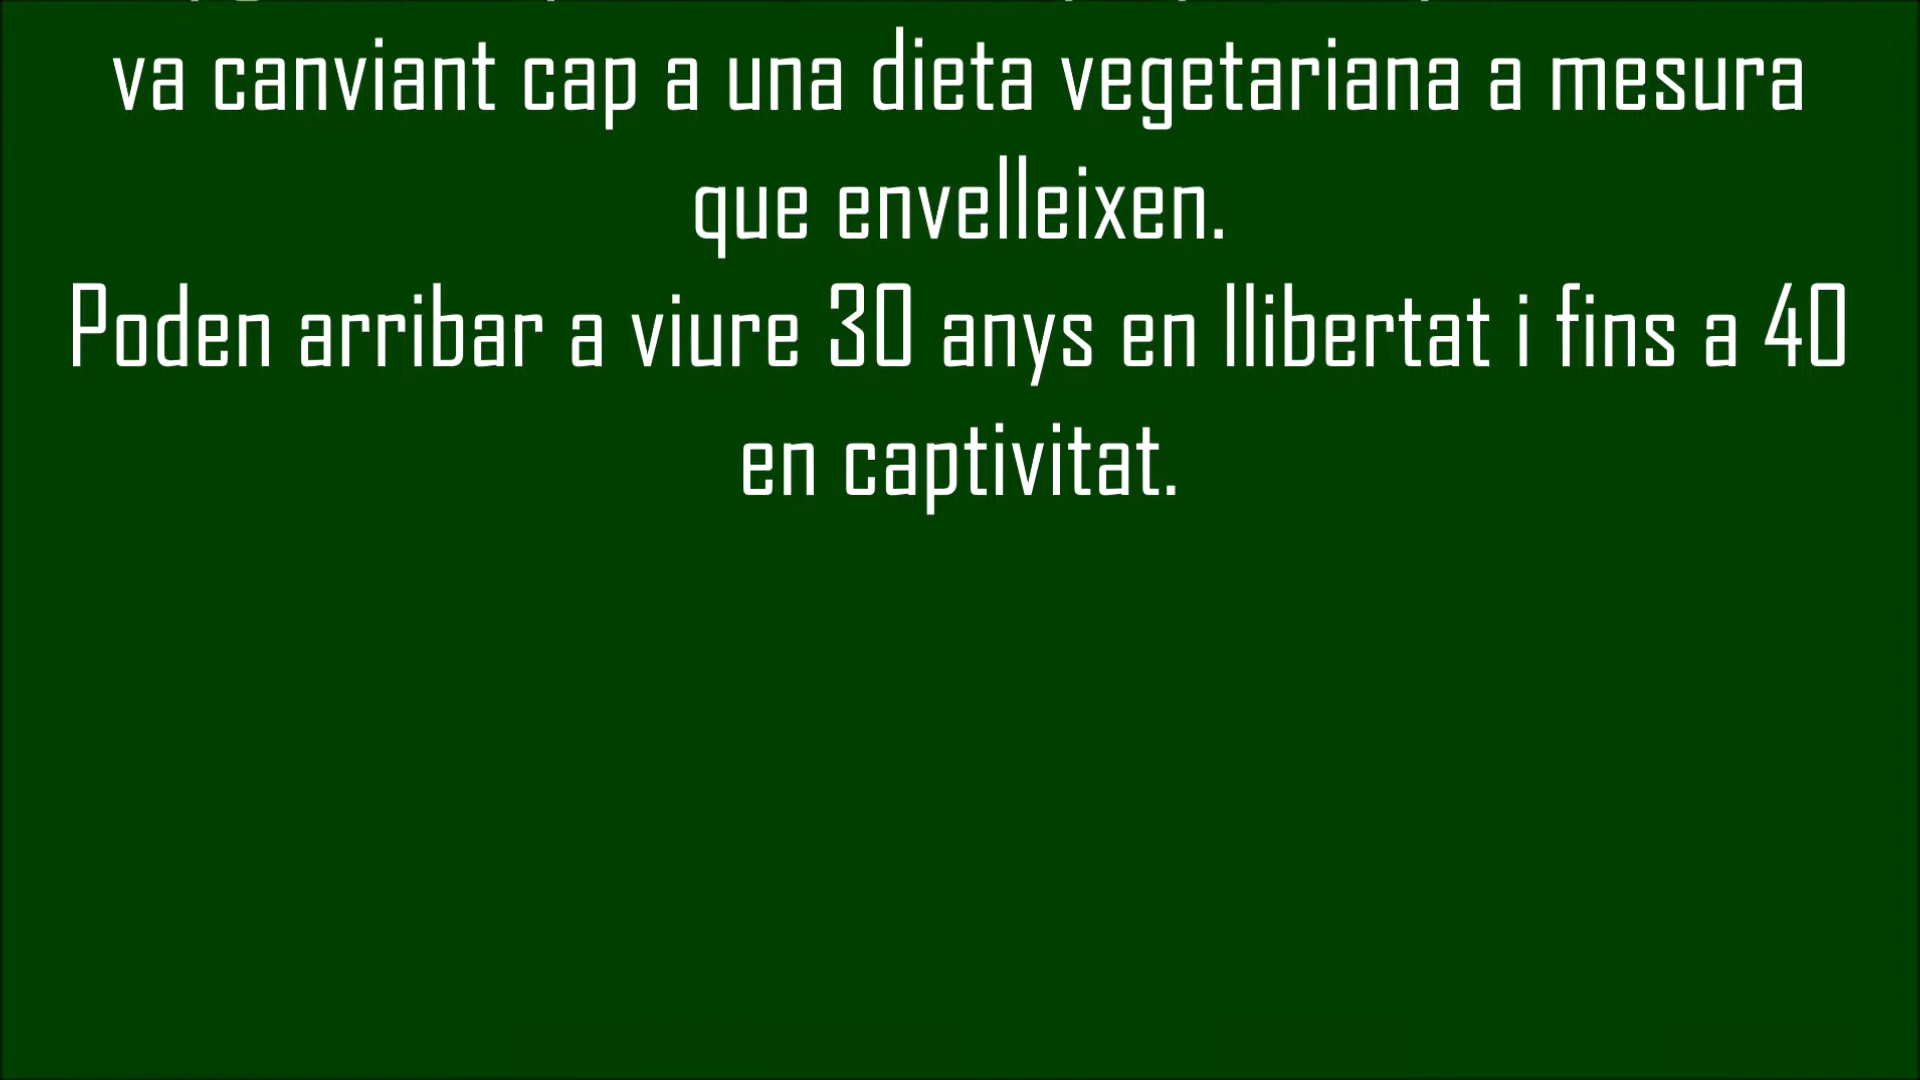 va canviant cap a una dieta vegetariana a mesura
que envelleixen.
Poden arribar a viure 30 anys en llibertat i fins a 40
en captivitat.